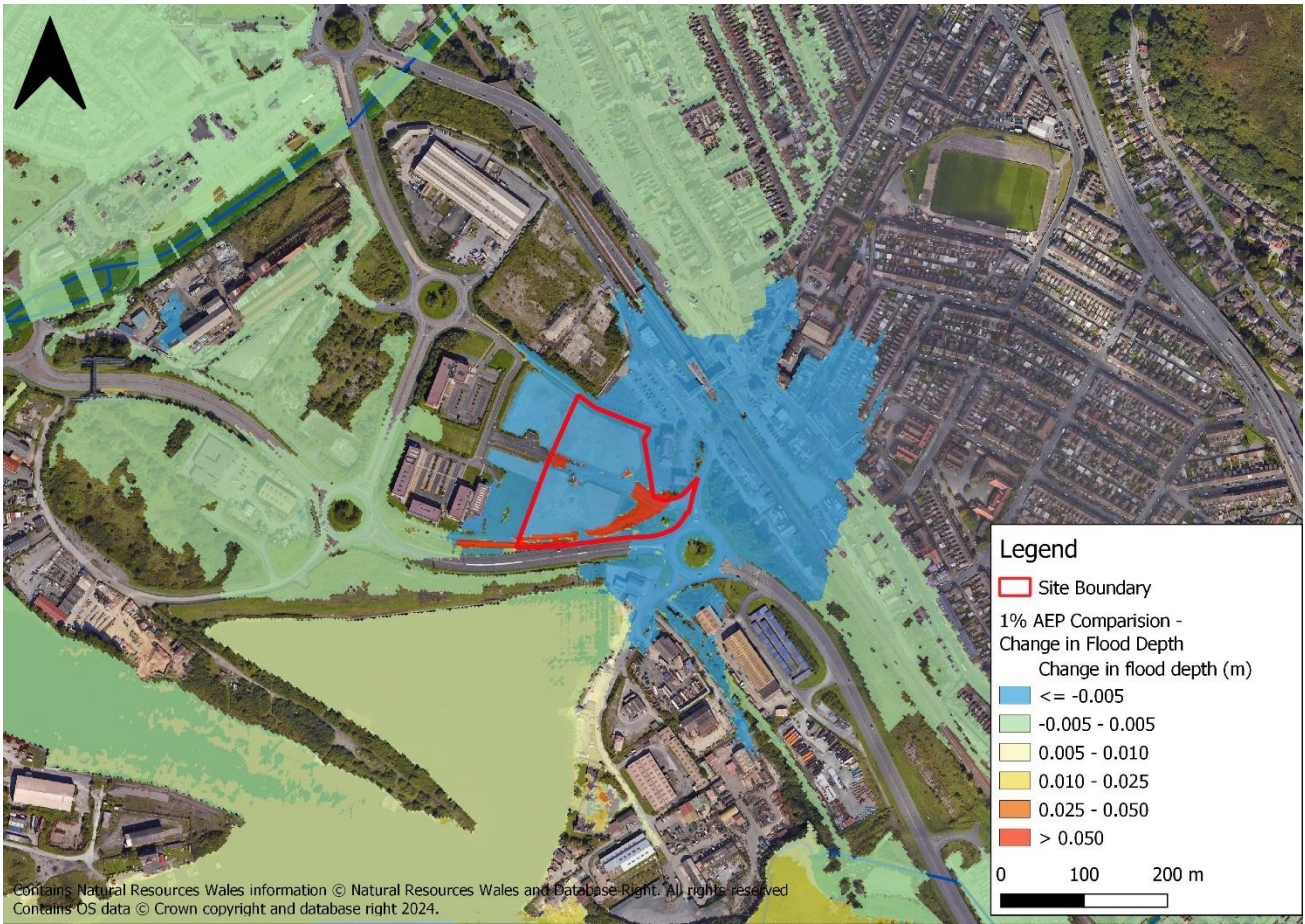 Legend
Site Boundary
1% AEP Comparision -
Change in Flood Depth
Change in flood depth (m)
<= -0.005
-0.005 - 0.005
0.005 - 0.010
0.010 - 0.025
0.025 - 0.050
> 0.050
0 100 200 m
Contains Natural Resources Wales information © Natural Resources Wales and Database Right. All rights reserved
Contains OS data © Crown copyright and database right 2024.